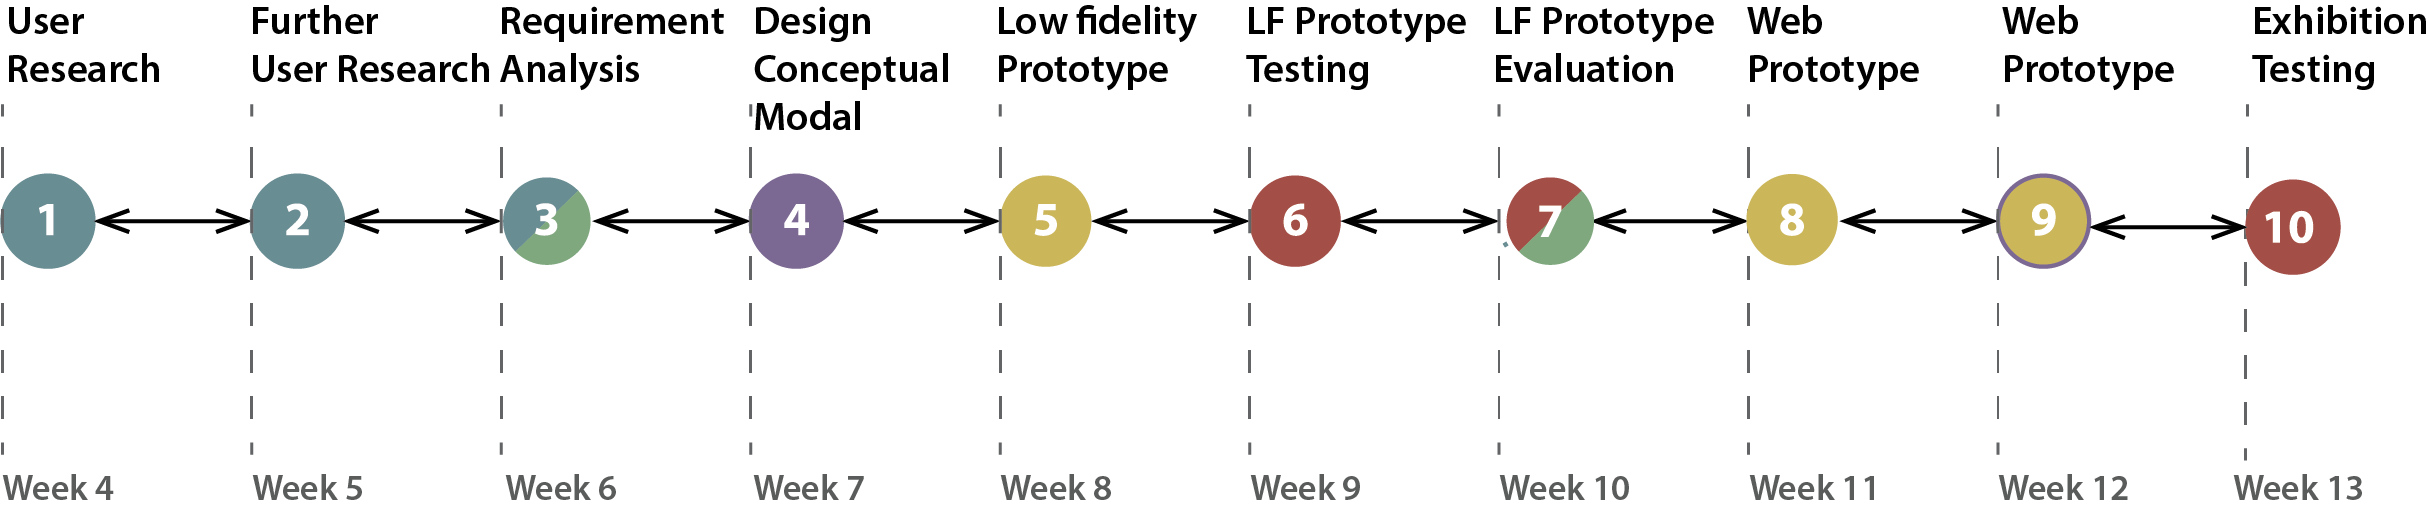 User
Research
Further
User Research
Requirement
Analysis
Design
Conceptual
Modal
Low fidelity
Prototype
LF Prototype
Testing
LF Prototype
Evaluation
Web
Prototype
Web
Prototype
Exhibition
Testing
1
2
3
4
5
6
7
8
9
10
Week 4
Week 5
Week 6
Week 7
Week 8
Week 9
Week 10
Week 11
Week 12
Week 13